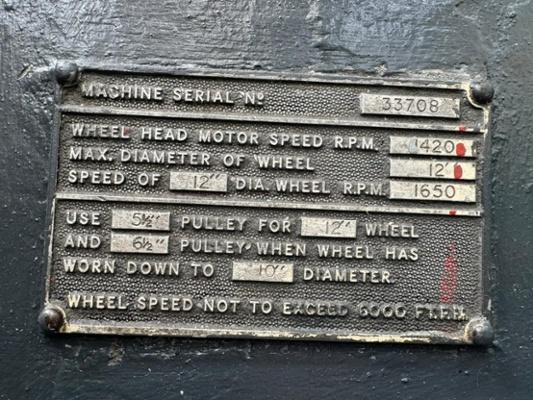 MACHINE SERIAL Nº 33708
WHEEL HEAD MOTOR SPEED R.P.M. 1420
MAX. DIAMETER OF WHEEL 12"
SPEED OF 12" DIA. WHEEL R.P.M. 1650
USE 5½" PULLEY FOR 12" WHEEL
AND 6½" PULLEY WHEN WHEEL HAS
WORN DOWN TO 10" DIAMETER.
WHEEL SPEED NOT TO EXCEED 6000 FT.P.M.